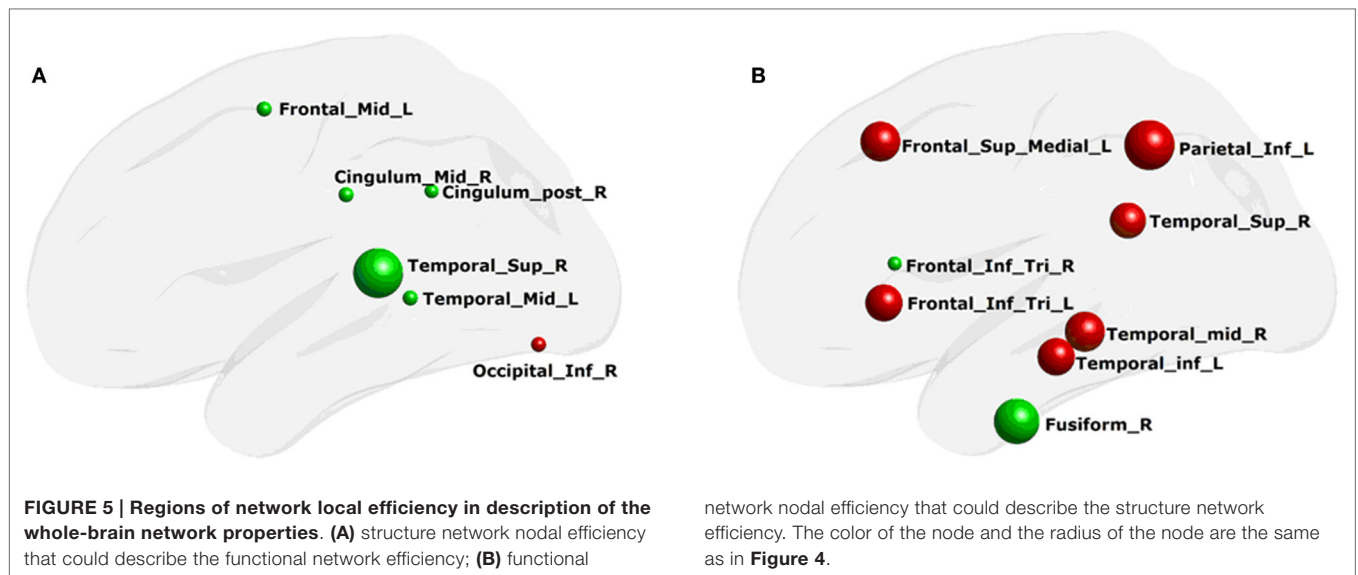 A
Frontal_Mid_L
Cingulum_Mid_R
Cingulum_post_R
Temporal_Sup_R
Temporal_Mid_L
Occipital_Inf_R
B
Frontal_Sup_Medial_L
Parietal_Inf_L
Temporal_Sup_R
Frontal_Inf_Tri_R
Frontal_Inf_Tri_L
Temporal_mid_R
Temporal_inf_L
Fusiform_R
FIGURE 5 | Regions of network local efficiency in description of the
whole-brain network properties. (A) structure network nodal efficiency
that could describe the functional network efficiency; (B) functional
network nodal efficiency that could describe the structure network
efficiency. The color of the node and the radius of the node are the same
as in Figure 4.